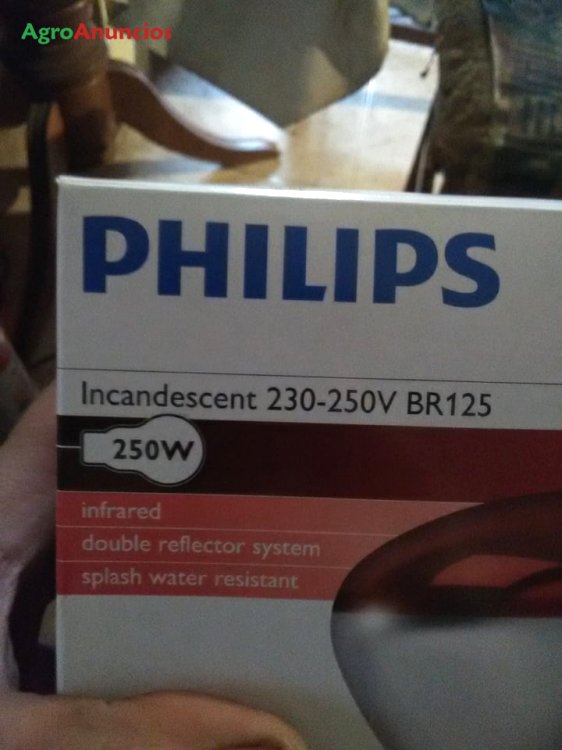 AgroAnuncios
PHILIPS
Incandescent 230-250V BR125
250W
infrared
double reflector system
splash water resistant